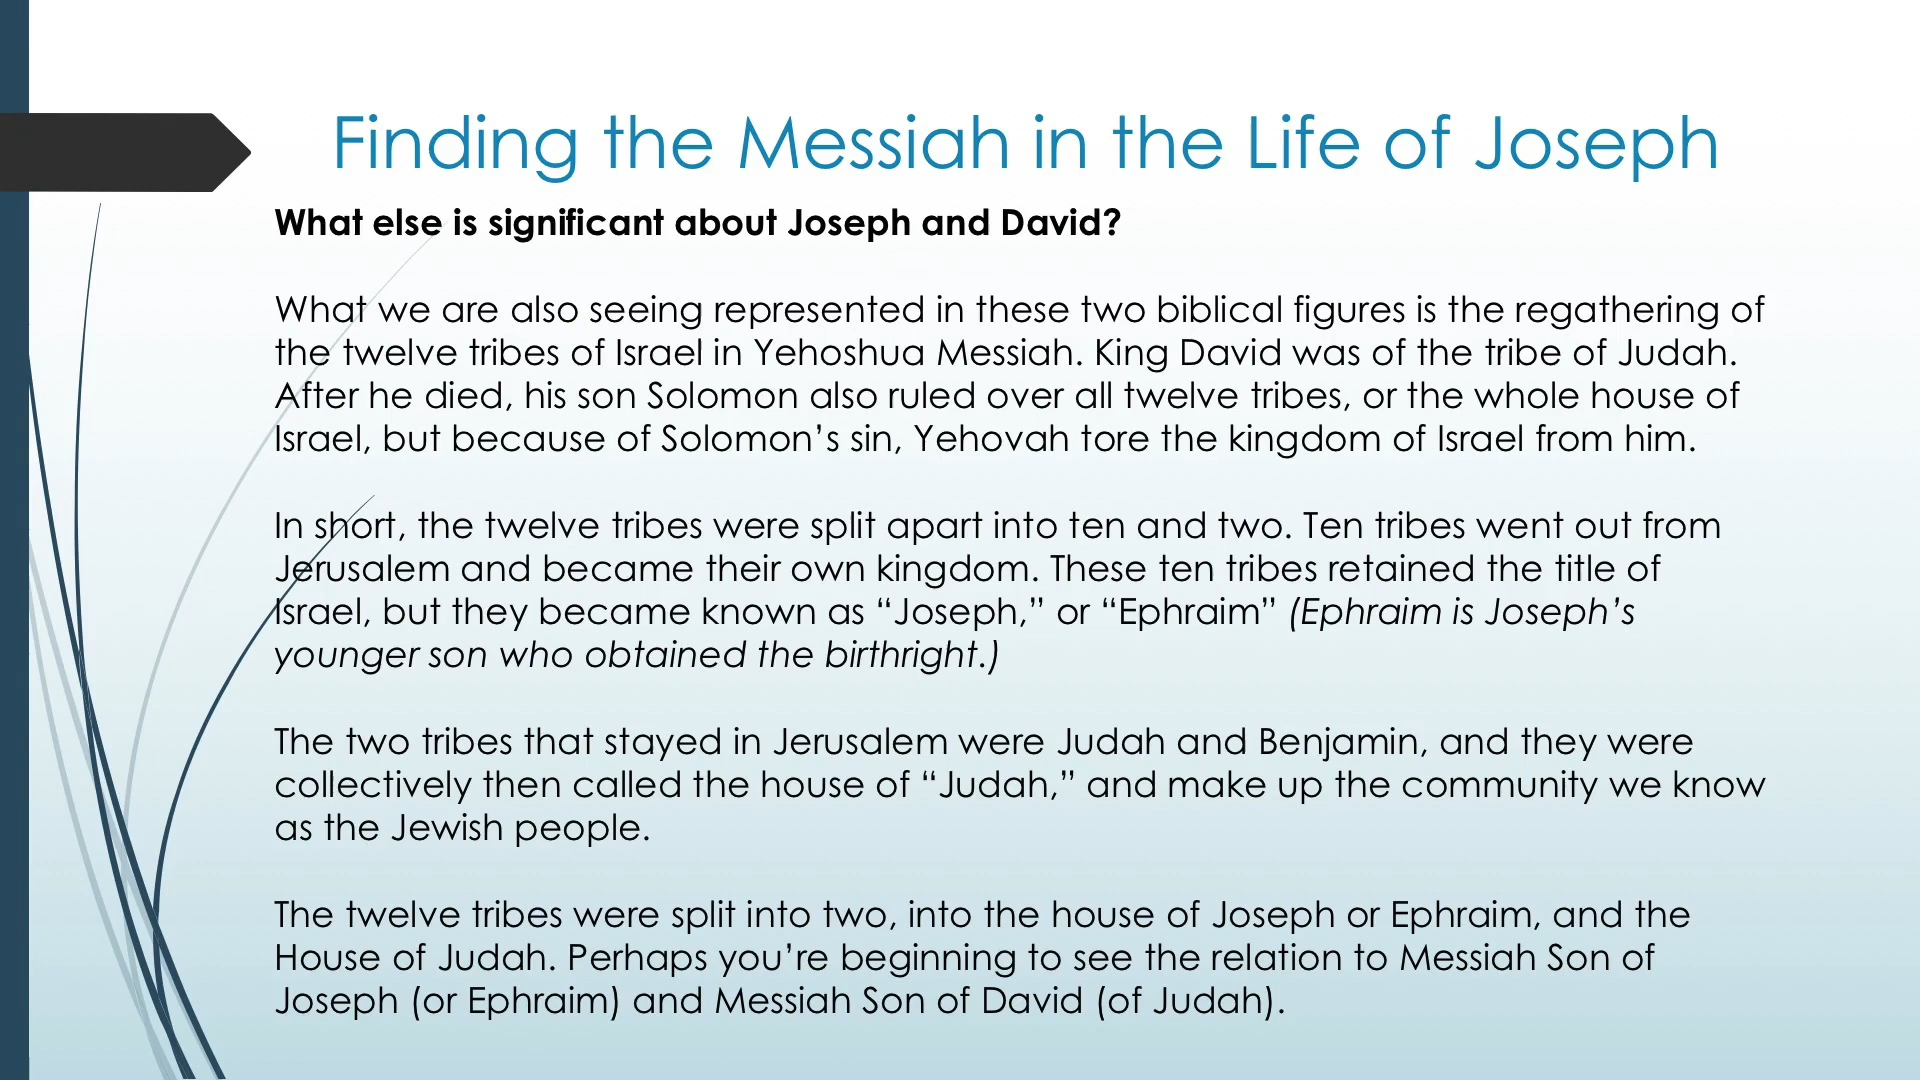 Finding the Messiah in the Life of Joseph
What else is significant about Joseph and David?
What we are also seeing represented in these two biblical figures is the regathering of
the twelve tribes of Israel in Yehoshua Messiah. King David was of the tribe of Judah.
After he died, his son Solomon also ruled over all twelve tribes, or the whole house of
Israel, but because of Solomon’s sin, Yehovah tore the kingdom of Israel from him.
In short, the twelve tribes were split apart into ten and two. Ten tribes went out from
Jerusalem and became their own kingdom. These ten tribes retained the title of
Israel, but they became known as “Joseph,” or “Ephraim” (Ephraim is Joseph’s
younger son who obtained the birthright.)
The two tribes that stayed in Jerusalem were Judah and Benjamin, and they were
collectively then called the house of “Judah,” and make up the community we know
as the Jewish people.
The twelve tribes were split into two, into the house of Joseph or Ephraim, and the
House of Judah. Perhaps you’re beginning to see the relation to Messiah Son of
Joseph (or Ephraim) and Messiah Son of David (of Judah).